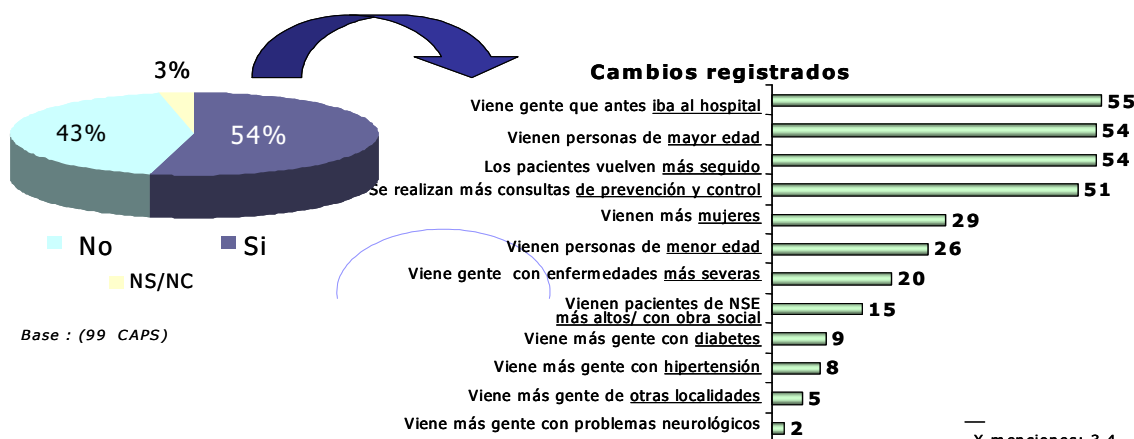 3%
43%
54%
No
Si
NS/NC
Base : (99 CAPS)
Cambios registrados
Viene gente que antes iba al hospital 55
Vienen personas de mayor edad 54
Los pacientes vuelven más seguido 54
Se realizan más consultas de prevención y control 51
Vienen más mujeres 29
Vienen personas de menor edad 26
Viene gente con enfermedades más severas 20
Vienen pacientes de NSE
más altos/ con obra social 15
Viene más gente con diabetes 9
Viene más gente con hipertensión 8
Viene más gente de otras localidades 5
Viene más gente con problemas neurológicos 2